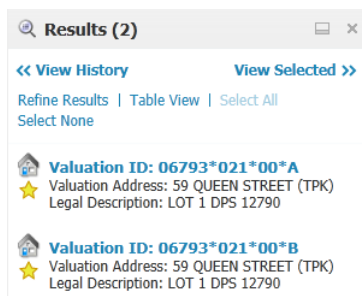 Results (2)
<< View History View Selected >>
Refine Results | Table View | Select All
Select None
Valuation ID: 06793*021*00*A
Valuation Address: 59 QUEEN STREET (TPK)
Legal Description: LOT 1 DPS 12790
Valuation ID: 06793*021*00*B
Valuation Address: 59 QUEEN STREET (TPK)
Legal Description: LOT 1 DPS 12790